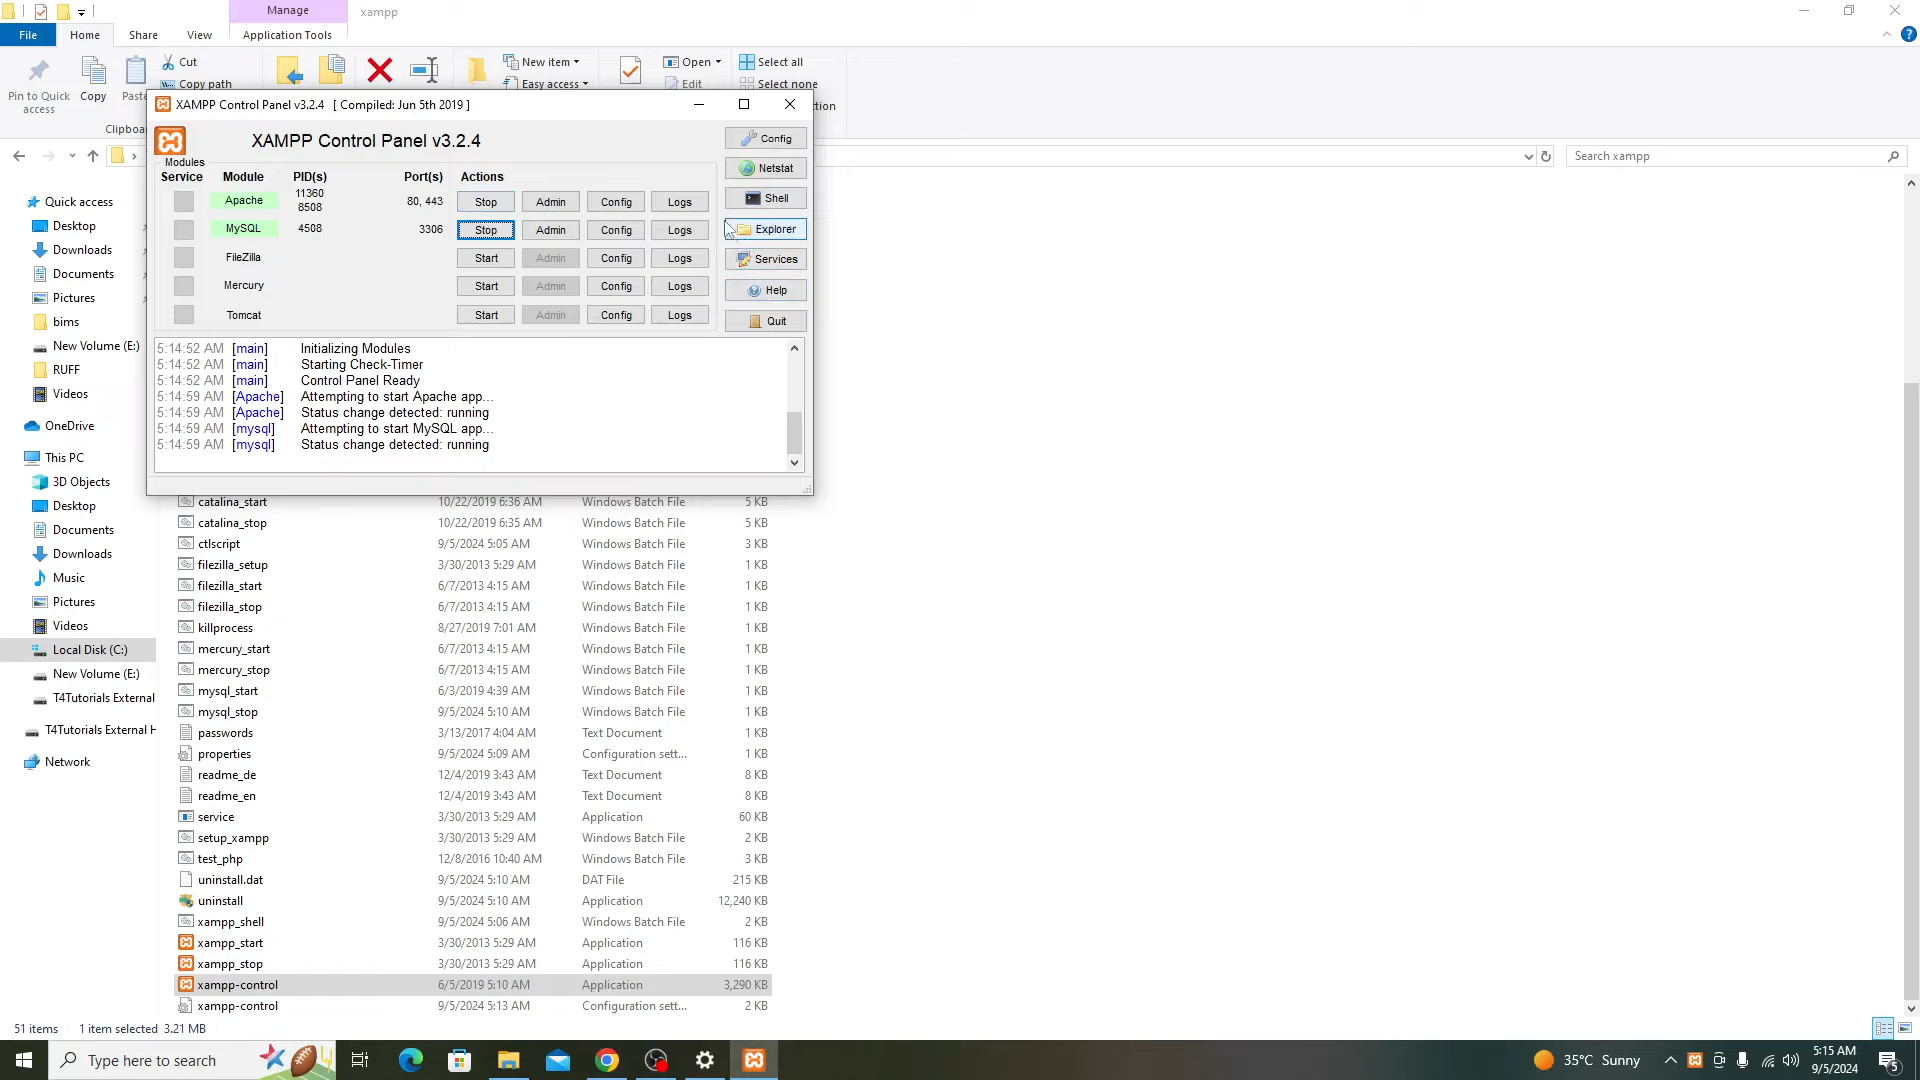 Manage
xampp
File
Home
Share
View
Application Tools
Pin to Quick access
Copy
Paste
Cut
Copy path
New item
Easy access
Open
Edit
Select all
Select none
Clipboa
tion
XAMPP Control Panel v3.2.4 [ Compiled: Jun 5th 2019 ]
XAMPP Control Panel v3.2.4
Config
Search xampp
Modules
Service Module PID(s) Port(s) Actions
Netstat
Apache 11360 8508 80, 443 Stop Admin Config Logs
Shell
MySQL 4508 3306 Stop Admin Config Logs
Explorer
FileZilla Start Admin Config Logs
Services
Mercury Start Admin Config Logs
Help
Tomcat Start Admin Config Logs
Quit
5:14:52 AM [main] Initializing Modules
5:14:52 AM [main] Starting Check-Timer
5:14:52 AM [main] Control Panel Ready
5:14:59 AM [Apache] Attempting to start Apache app...
5:14:59 AM [Apache] Status change detected: running
5:14:59 AM [mysql] Attempting to start MySQL app...
5:14:59 AM [mysql] Status change detected: running
Quick access
Desktop
Downloads
Documents
Pictures
bims
New Volume (E:)
RUFF
Videos
OneDrive
This PC
3D Objects
Desktop
Documents
Downloads
Music
Pictures
Videos
Local Disk (C:)
New Volume (E:)
T4Tutorials External
T4Tutorials External H
Network
catalina_start 10/22/2019 6:36 AM Windows Batch File 5 KB
catalina_stop 10/22/2019 6:35 AM Windows Batch File 5 KB
ctlscript 9/5/2024 5:05 AM Windows Batch File 3 KB
filezilla_setup 3/30/2013 5:29 AM Windows Batch File 1 KB
filezilla_start 6/7/2013 4:15 AM Windows Batch File 1 KB
filezilla_stop 6/7/2013 4:15 AM Windows Batch File 1 KB
killprocess 8/27/2019 7:01 AM Windows Batch File 1 KB
mercury_start 6/7/2013 4:15 AM Windows Batch File 1 KB
mercury_stop 6/7/2013 4:15 AM Windows Batch File 1 KB
mysql_start 6/3/2019 4:39 AM Windows Batch File 1 KB
mysql_stop 9/5/2024 5:10 AM Windows Batch File 1 KB
passwords 3/13/2017 4:04 AM Text Document 1 KB
properties 9/5/2024 5:09 AM Configuration sett... 1 KB
readme_de 12/4/2019 3:43 AM Text Document 8 KB
readme_en 12/4/2019 3:43 AM Text Document 8 KB
service 3/30/2013 5:29 AM Application 60 KB
setup_xampp 3/30/2013 5:29 AM Windows Batch File 2 KB
test_php 12/8/2016 10:40 AM Windows Batch File 3 KB
uninstall.dat 9/5/2024 5:10 AM DAT File 215 KB
uninstall 9/5/2024 5:10 AM Application 12,240 KB
xampp_shell 9/5/2024 5:06 AM Windows Batch File 2 KB
xampp_start 3/30/2013 5:29 AM Application 116 KB
xampp_stop 3/30/2013 5:29 AM Application 116 KB
xampp-control 6/5/2019 5:10 AM Application 3,290 KB
xampp-control 9/5/2024 5:13 AM Configuration sett... 2 KB
51 items 1 item selected 3.21 MB
Type here to search
35°C Sunny
5:15 AM
9/5/2024
5